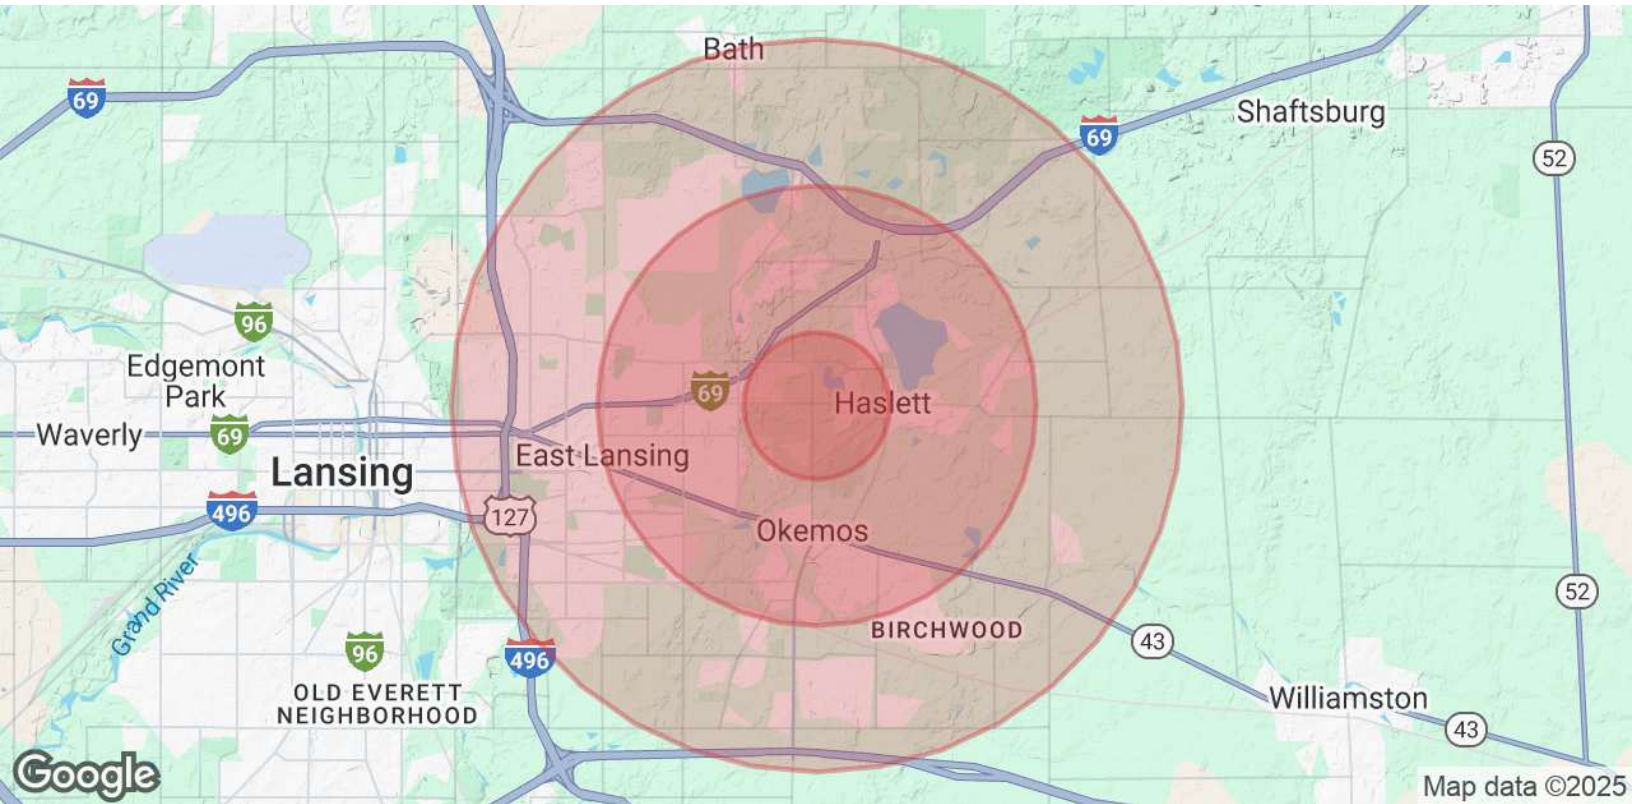 Bath
69
Shaftsburg
69
52
96
Edgemont
Park
69
Haslett
Waverly
69
East Lansing
Lansing
496
127
Okemos
Grand River
52
BIRCHWOOD
43
96
496
OLD EVERETT
NEIGHBORHOOD
Williamston
43
Google
Map data ©2025